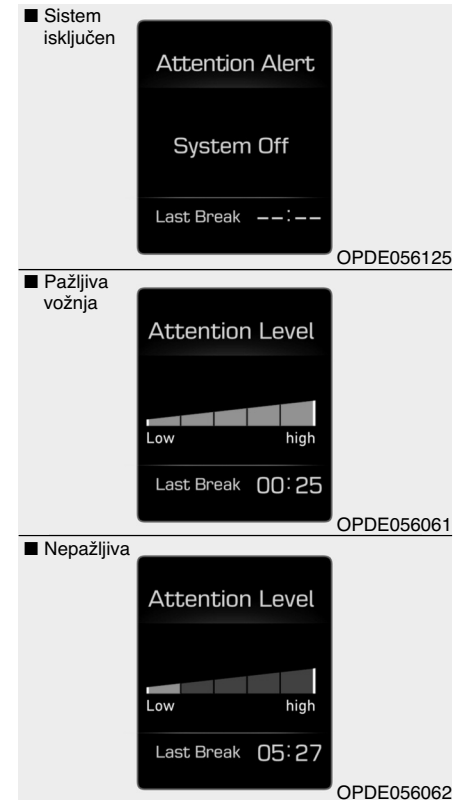 ■ Sistem
isključen
Attention Alert
System Off
Last Break --:--
OPDE056125
■ Pažljiva
vožnja
Attention Level
Low high
Last Break 00:25
OPDE056061
■ Nepažljiva
Attention Level
Low high
Last Break 05:27
OPDE056062